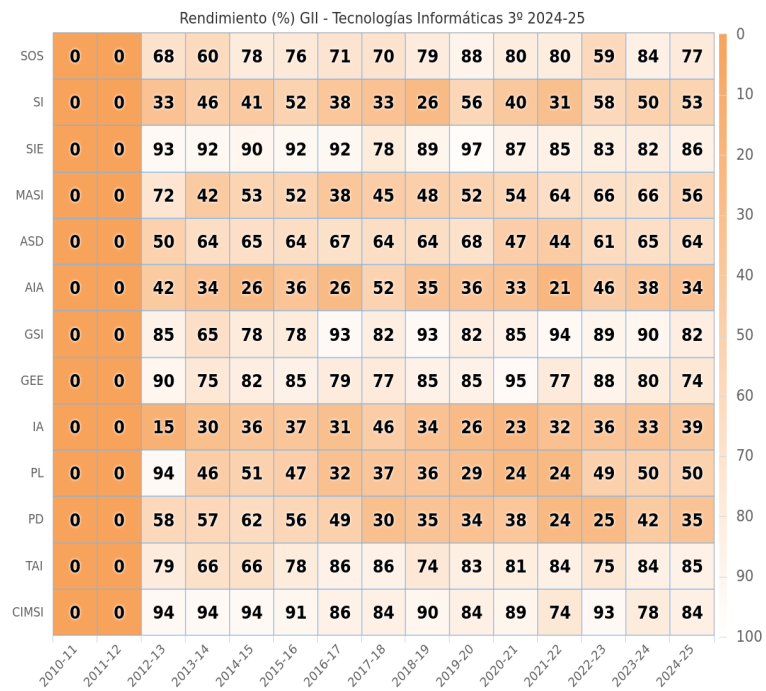 Rendimiento (%) GII - Tecnologías Informáticas 3º 2024-25
SOS 0 0 68 60 78 76 71 70 79 88 80 80 59 84 77
SI 0 0 33 46 41 52 38 33 26 56 40 31 58 50 53
SIE 0 0 93 92 90 92 92 78 89 97 87 85 83 82 86
MASI 0 0 72 42 53 52 38 45 48 52 54 64 66 66 56
ASD 0 0 50 64 65 64 67 64 64 68 47 44 61 65 64
AIA 0 0 42 34 26 36 26 52 35 36 33 21 46 38 34
GSI 0 0 85 65 78 78 93 82 93 82 85 94 89 90 82
GEE 0 0 90 75 82 85 79 77 85 85 95 77 88 80 74
IA 0 0 15 30 36 37 31 46 34 26 23 32 36 33 39
PL 0 0 94 46 51 47 32 37 36 29 24 24 49 50 50
PD 0 0 58 57 62 56 49 30 35 34 38 24 25 42 35
TAI 0 0 79 66 66 78 86 86 74 83 81 84 75 84 85
CIMSI 0 0 94 94 94 91 86 84 90 84 89 74 93 78 84
2010-11 2011-12 2012-13 2013-14 2014-15 2015-16 2016-17 2017-18 2018-19 2019-20 2020-21 2021-22 2022-23 2023-24 2024-25
0
10
20
30
40
50
60
70
80
90
100